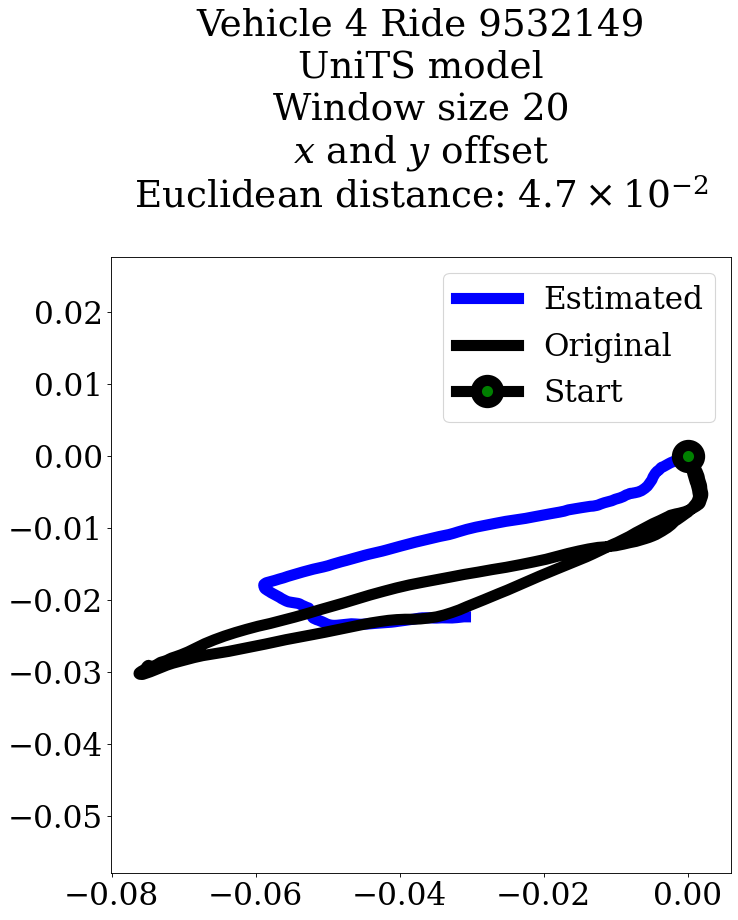 Vehicle 4 Ride 9532149
UniTS model
Window size 20
x and y offset
Euclidean distance: 4.7 × 10⁻²
Estimated
Original
Start
0.02
0.01
0.00
−0.01
−0.02
−0.03
−0.04
−0.05
−0.08 −0.06 −0.04 −0.02 0.00